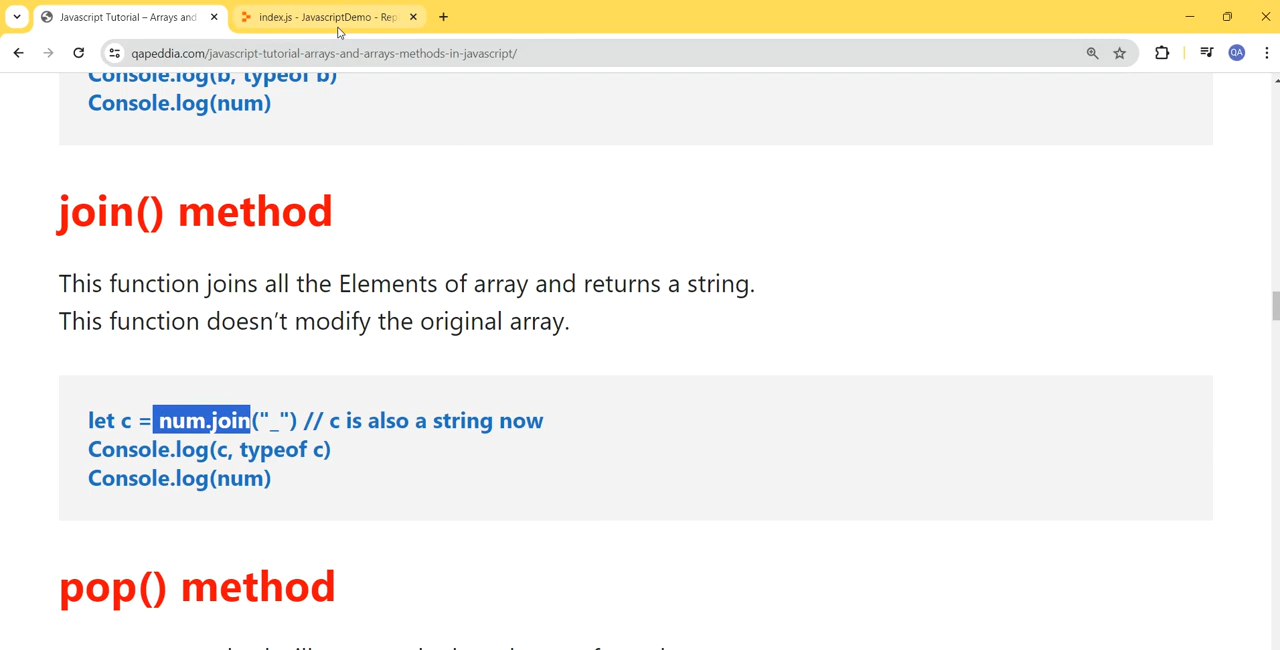 Javascript Tutorial – Arrays and
index.js - JavascriptDemo - Rep
qapeddia.com/javascript-tutorial-arrays-and-arrays-methods-in-javascript/
QA
Console.log(b, typeof b)
Console.log(num)
join() method
This function joins all the Elements of array and returns a string.
This function doesn’t modify the original array.
let c = num.join("_") // c is also a string now
Console.log(c, typeof c)
Console.log(num)
pop() method